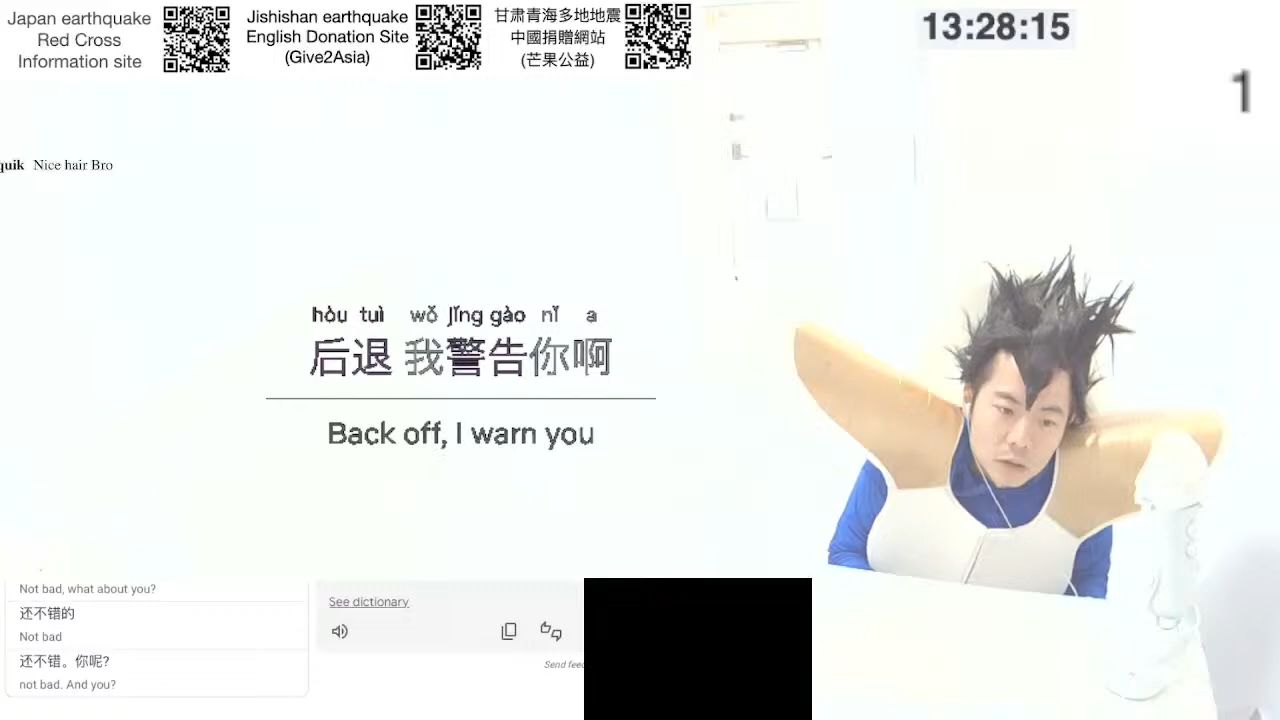 Japan earthquake
Red Cross
Information site
Jishishan earthquake
English Donation Site
(Give2Asia)
甘肃青海多地地震
中國捐贈網站
(芒果公益)
13:28:15
1
quik Nice hair Bro
hòu tuì wǒ jǐng gào nǐ a
后退 我警告你啊
Back off, I warn you
Not bad, what about you?
还不错的
Not bad
还不错。你呢?
not bad. And you?
See dictionary
Send feed